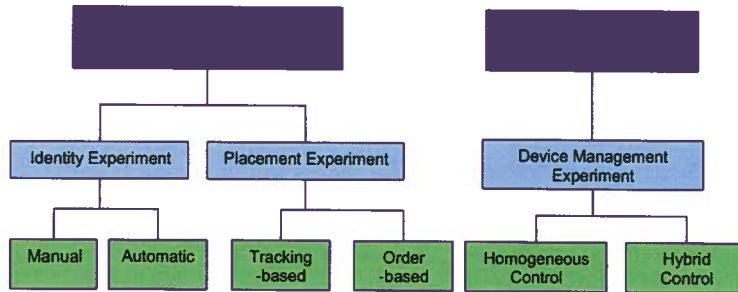 Identity Experiment
Placement Experiment
Device Management
Experiment
Manual
Automatic
Tracking
-based
Order
-based
Homogeneous
Control
Hybrid
Control